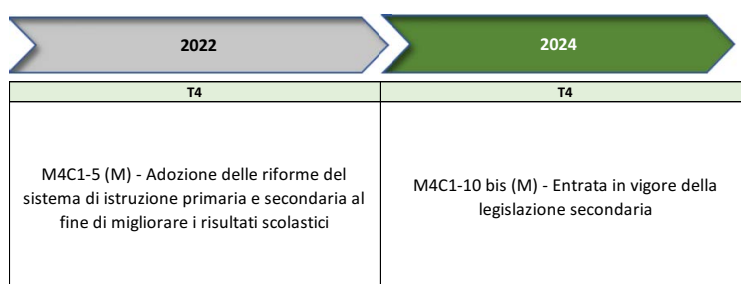 2022
2024
T4
T4
M4C1-5 (M) - Adozione delle riforme del
sistema di istruzione primaria e secondaria al
fine di migliorare i risultati scolastici
M4C1-10 bis (M) - Entrata in vigore della
legislazione secondaria